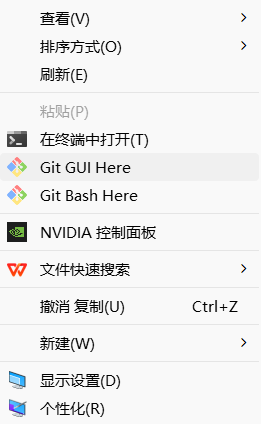 查看(V)
排序方式(O)
刷新(E)
粘贴(P)
在终端中打开(T)
Git GUI Here
Git Bash Here
NVIDIA 控制面板
文件快速搜索
撤消 复制(U) Ctrl+Z
新建(W)
显示设置(D)
个性化(R)